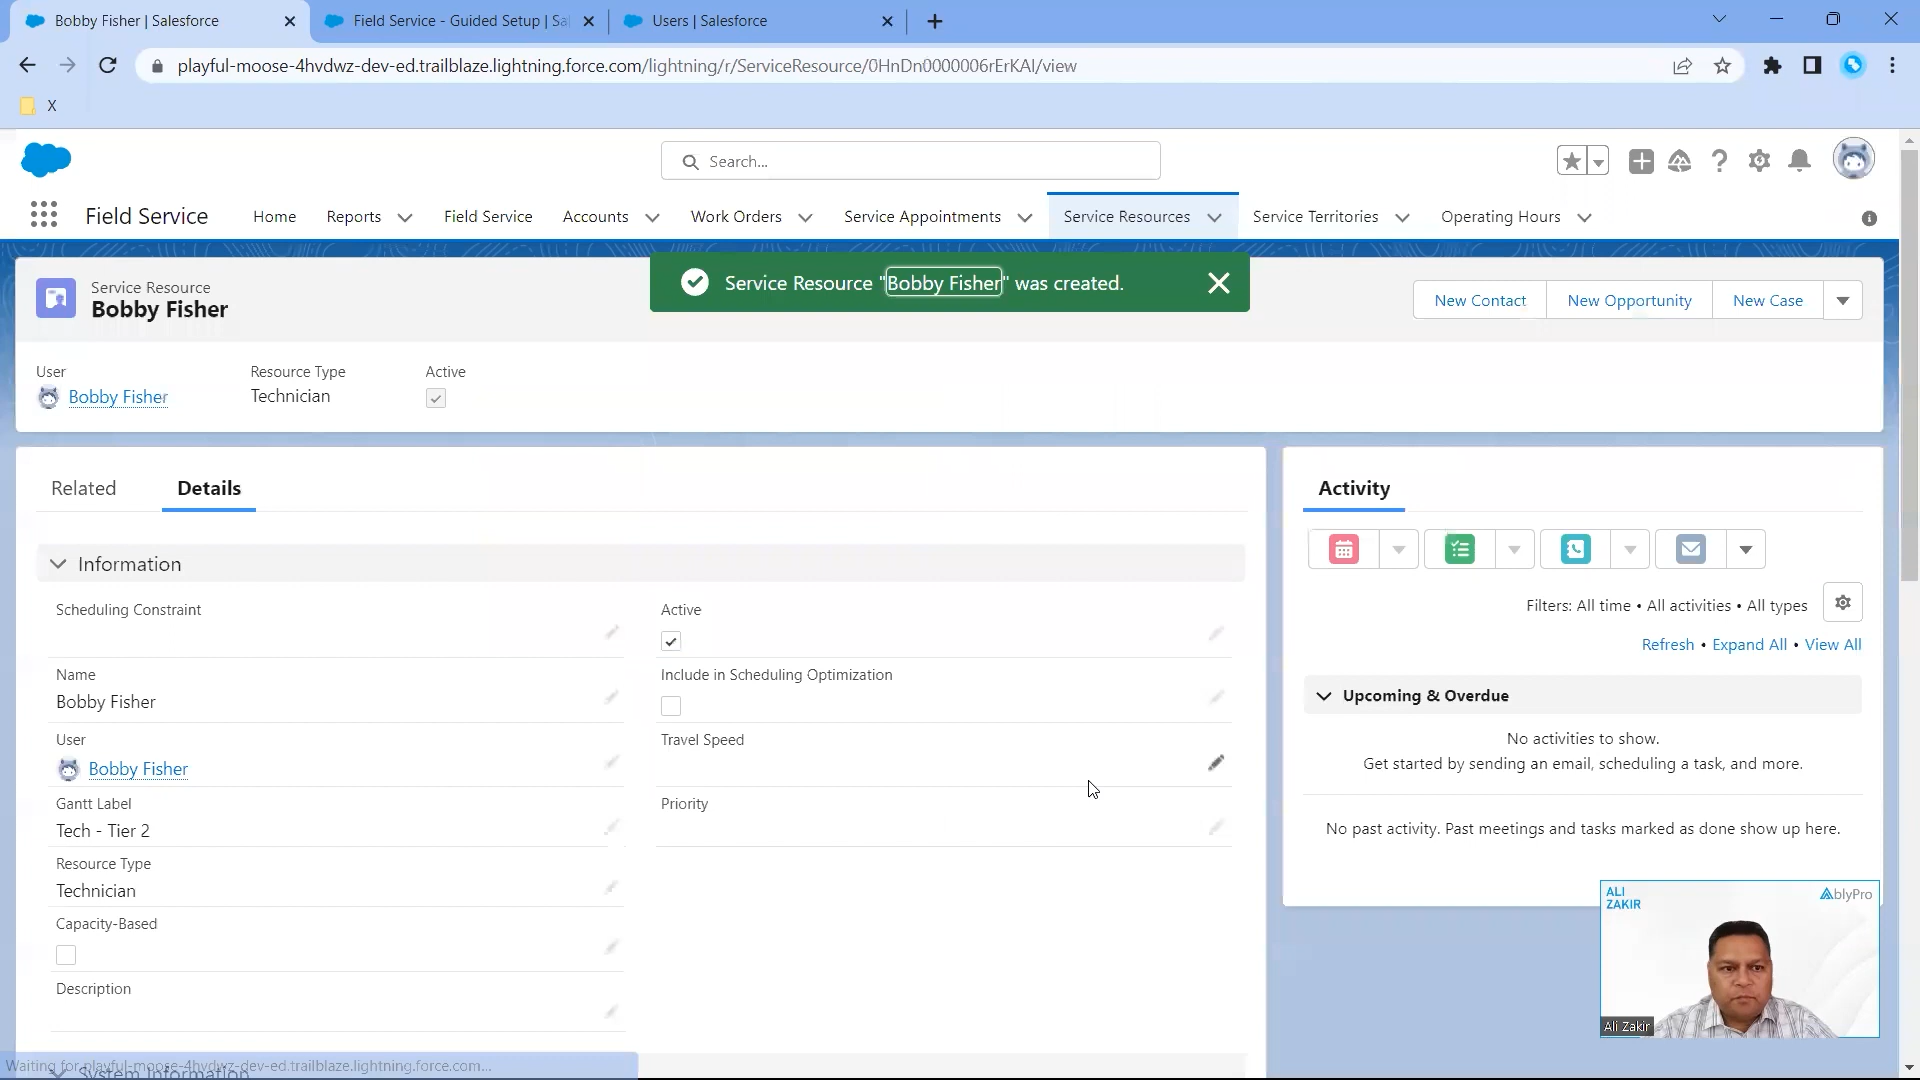 Bobby Fisher | Salesforce
Field Service - Guided Setup | Sa
Users | Salesforce
playful-moose-4hvdwz-dev-ed.trailblaze.lightning.force.com/lightning/r/ServiceResource/0HnDn0000006rErKAI/view
X
Search...
Field Service
Home
Reports
Field Service
Accounts
Work Orders
Service Appointments
Service Resources
Service Territories
Operating Hours
Service Resource "Bobby Fisher" was created.
Service Resource
Bobby Fisher
New Contact
New Opportunity
New Case
User
Bobby Fisher
Resource Type
Technician
Active
Related
Details
Information
Scheduling Constraint
Name
Bobby Fisher
User
Bobby Fisher
Gantt Label
Tech - Tier 2
Resource Type
Technician
Capacity-Based
Description
Active
Include in Scheduling Optimization
Travel Speed
Priority
System Information
Waiting for playful-moose-4hvdwz-dev-ed.trailblaze.lightning.force.com...
Activity
Filters: All time • All activities • All types
Refresh • Expand All • View All
Upcoming & Overdue
No activities to show.
Get started by sending an email, scheduling a task, and more.
No past activity. Past meetings and tasks marked as done show up here.
ALI
ZAKIR
AblyPro
Ali Zakir